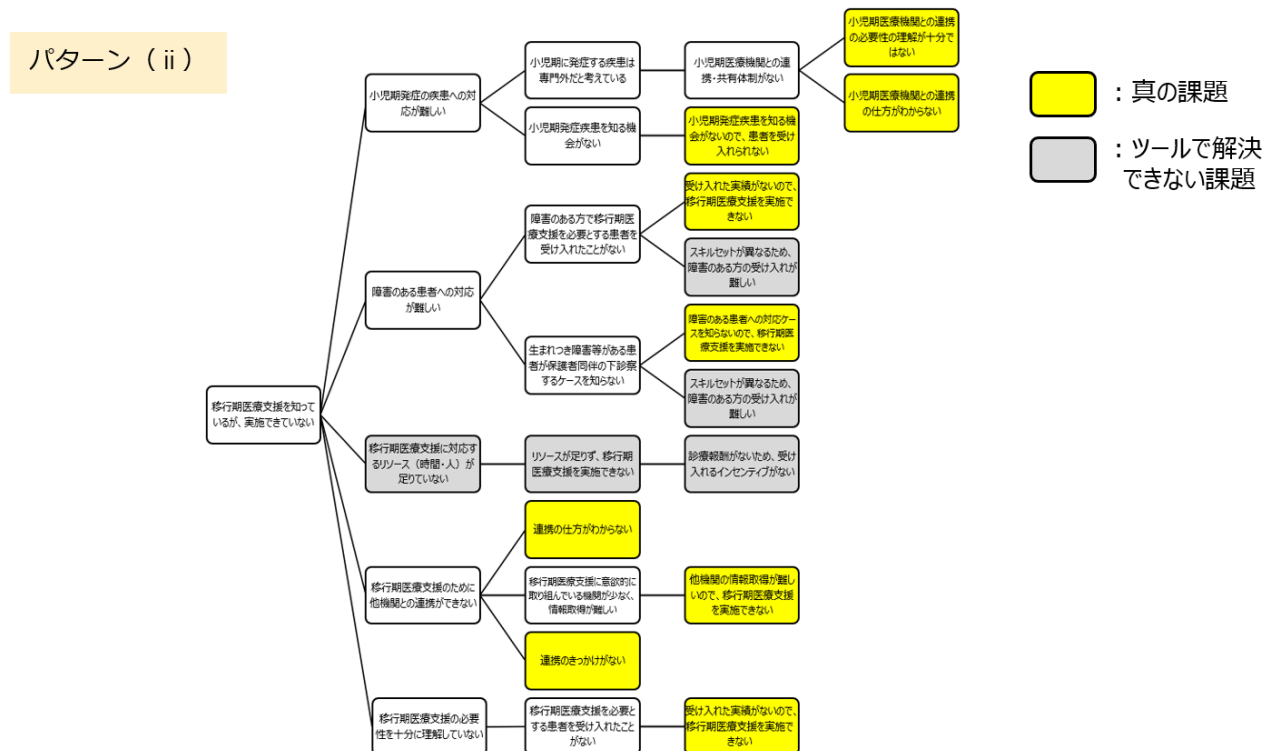 パターン（ⅱ）
小児期医療機関との連携
の必要性の理解が十分で
はない
小児期に発症する疾患は
専門外だと考えている
小児期医療機関との連
携・共有体制がない
：真の課題
小児期発症の疾患への対
応が難しい
小児期医療機関との連携
の仕方がわからない
小児期発症疾患を知る機
会がない
小児期発症疾患を知る機
会がないので、患者を受け
入れられない
：ツールで解決
できない課題
障害のある方で移行期医
療支援を必要とする患者を
受け入れたことがない
受け入れた実績がないので、
移行期医療支援を実施で
きない
スキルセットが異なるため、
障害のある方の受け入れが
難しい
障害のある患者への対応
が難しい
生まれつき障害等がある患
者が保護者同伴の下診察
するケースを知らない
障害のある患者への対応ケー
スを知らないので、移行期医
療支援を実施できない
スキルセットが異なるため、
障害のある方の受け入れが
難しい
移行期医療支援を知って
いるが、実施できていない
移行期医療支援に対応す
るリソース（時間・人）が
足りていない
リソースが足りず、移行期
医療支援を実施できない
診療報酬がないため、受け
入れるインセンティブがない
連携の仕方がわからない
移行期医療支援のために
他機関との連携ができない
移行期医療支援に意欲的に
取り組んでいる機関が少なく、
情報取得が難しい
他機関の情報取得が難し
いので、移行期医療支援
を実施できない
連携のきっかけがない
移行期医療支援の必要
性を十分に理解していない
移行期医療支援を必要と
する患者を受け入れたこと
がない
受け入れた実績がないので、
移行期医療支援を実施で
きない